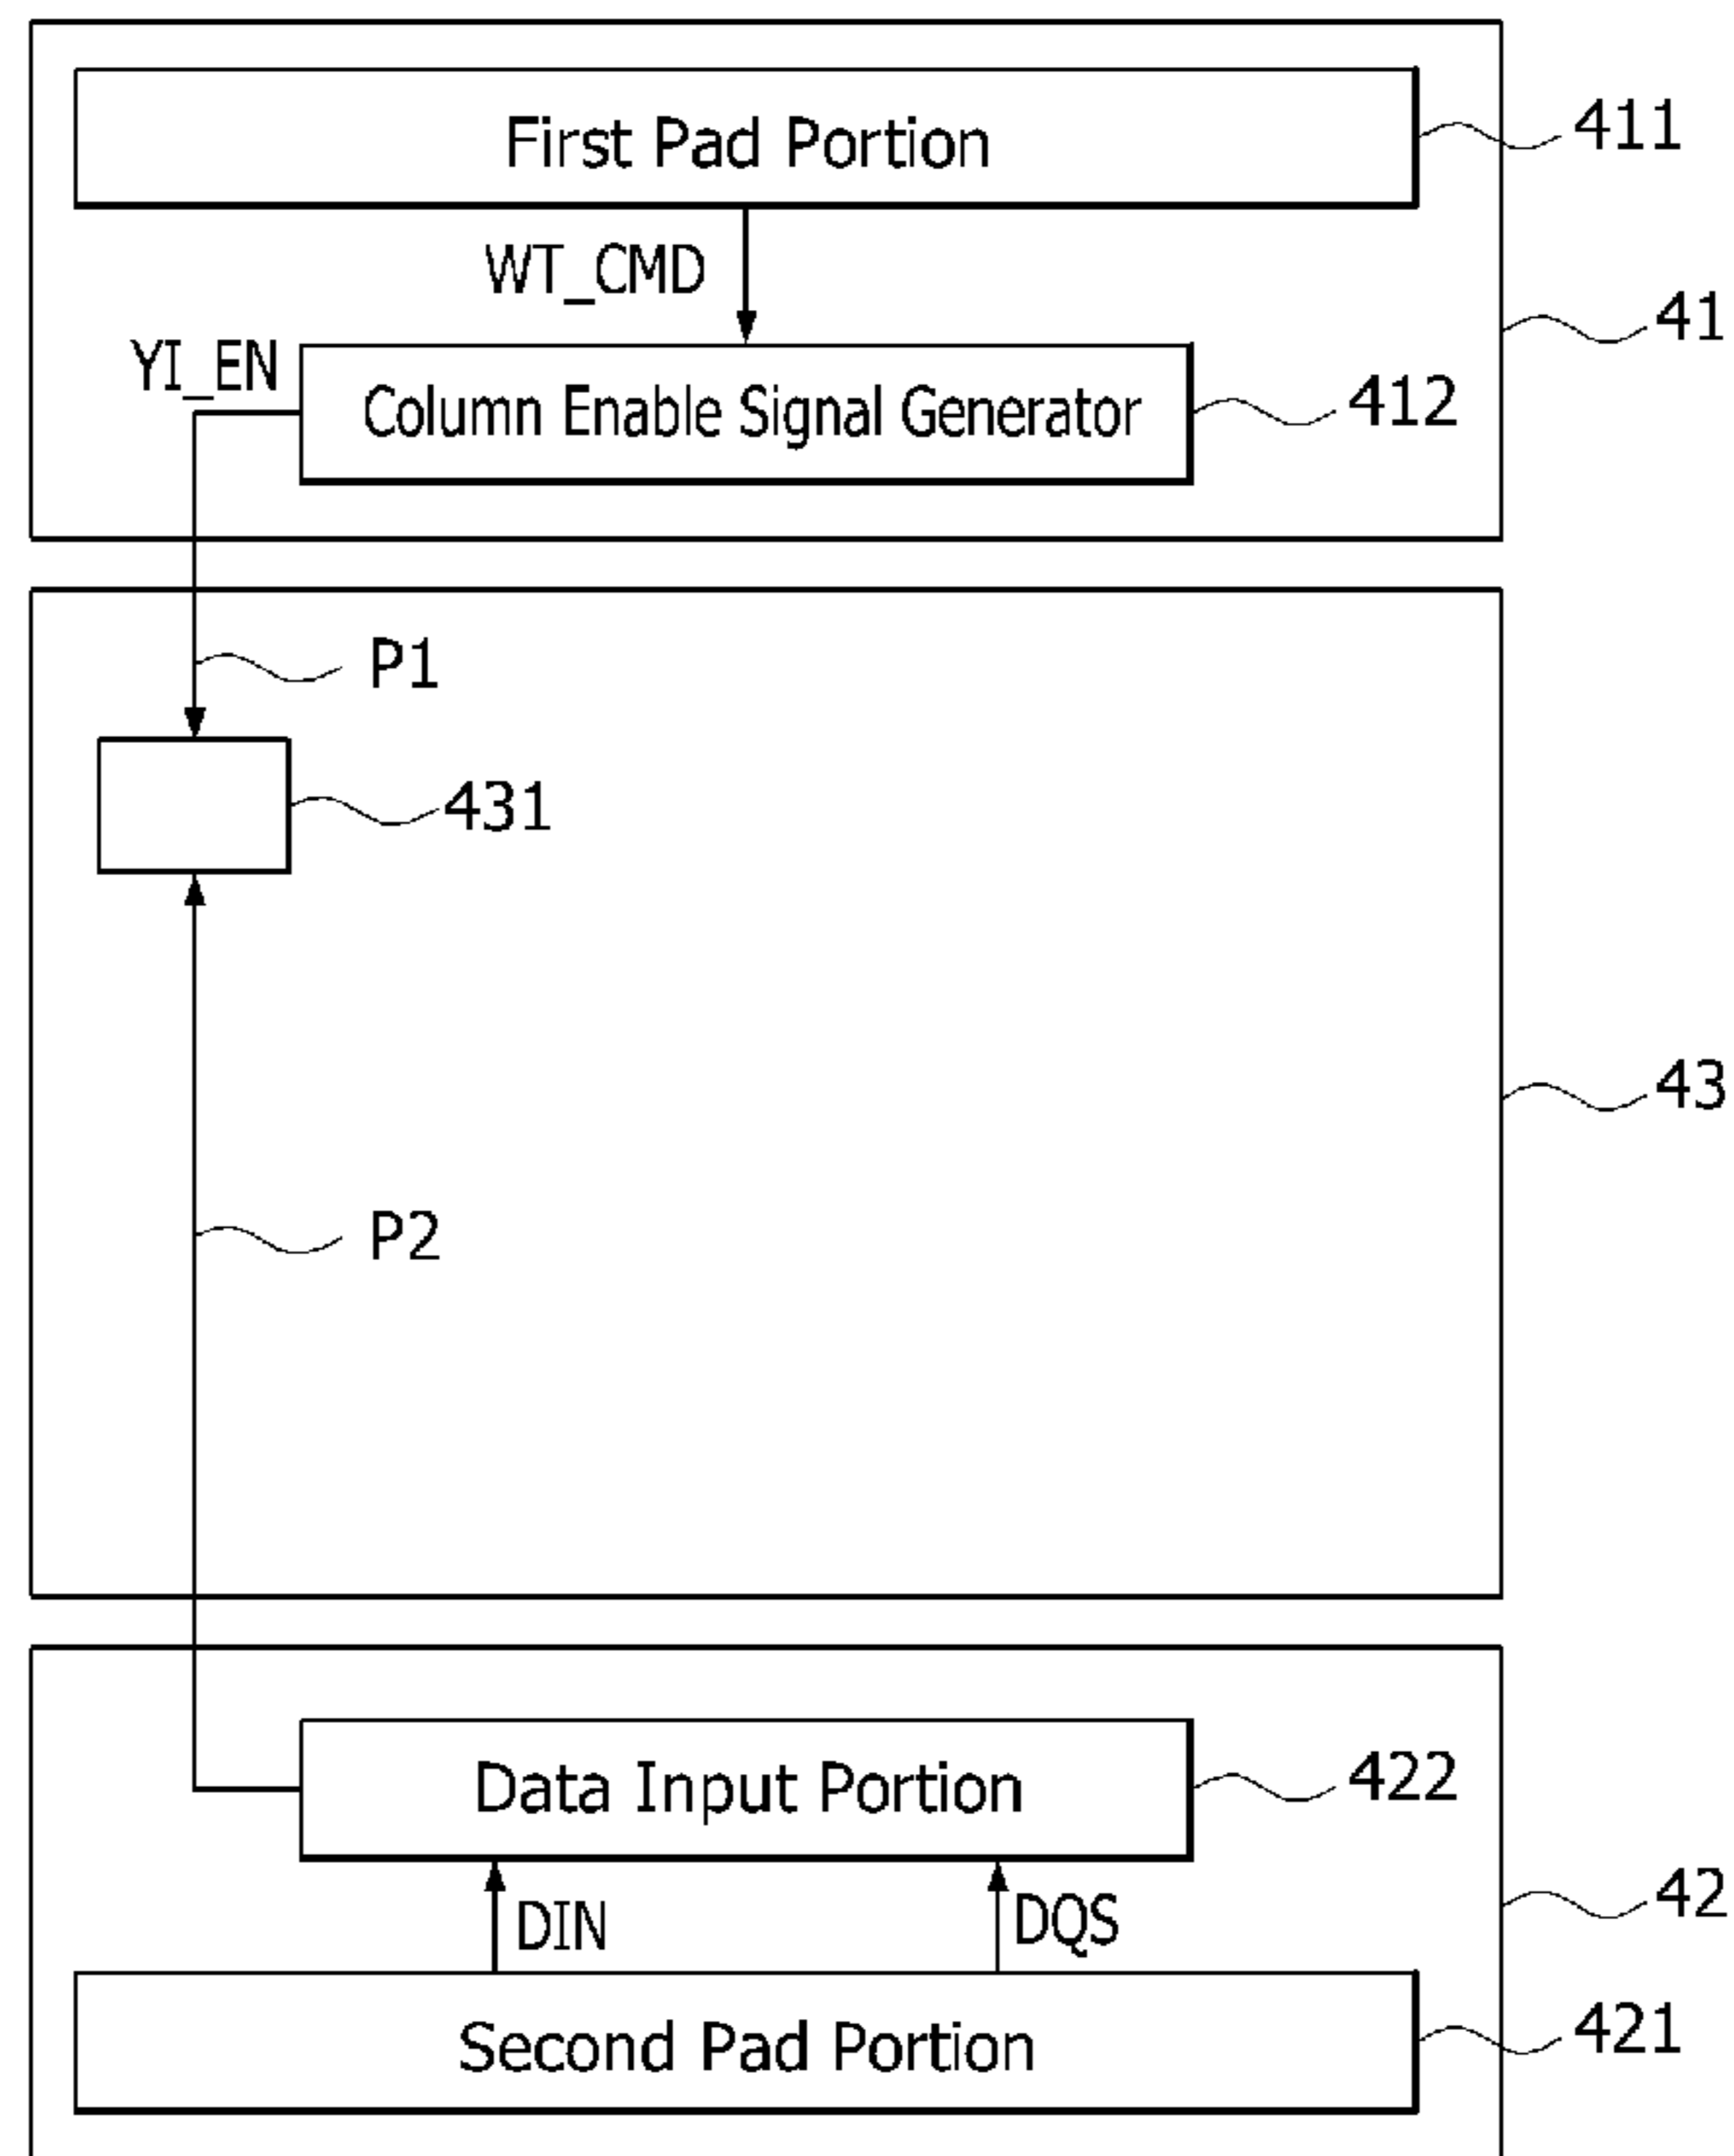 First Pad Portion
411
WT_CMD
41
YI_EN
Column Enable Signal Generator
412
P1
431
43
P2
Data Input Portion
422
42
DIN
DQS
Second Pad Portion
421